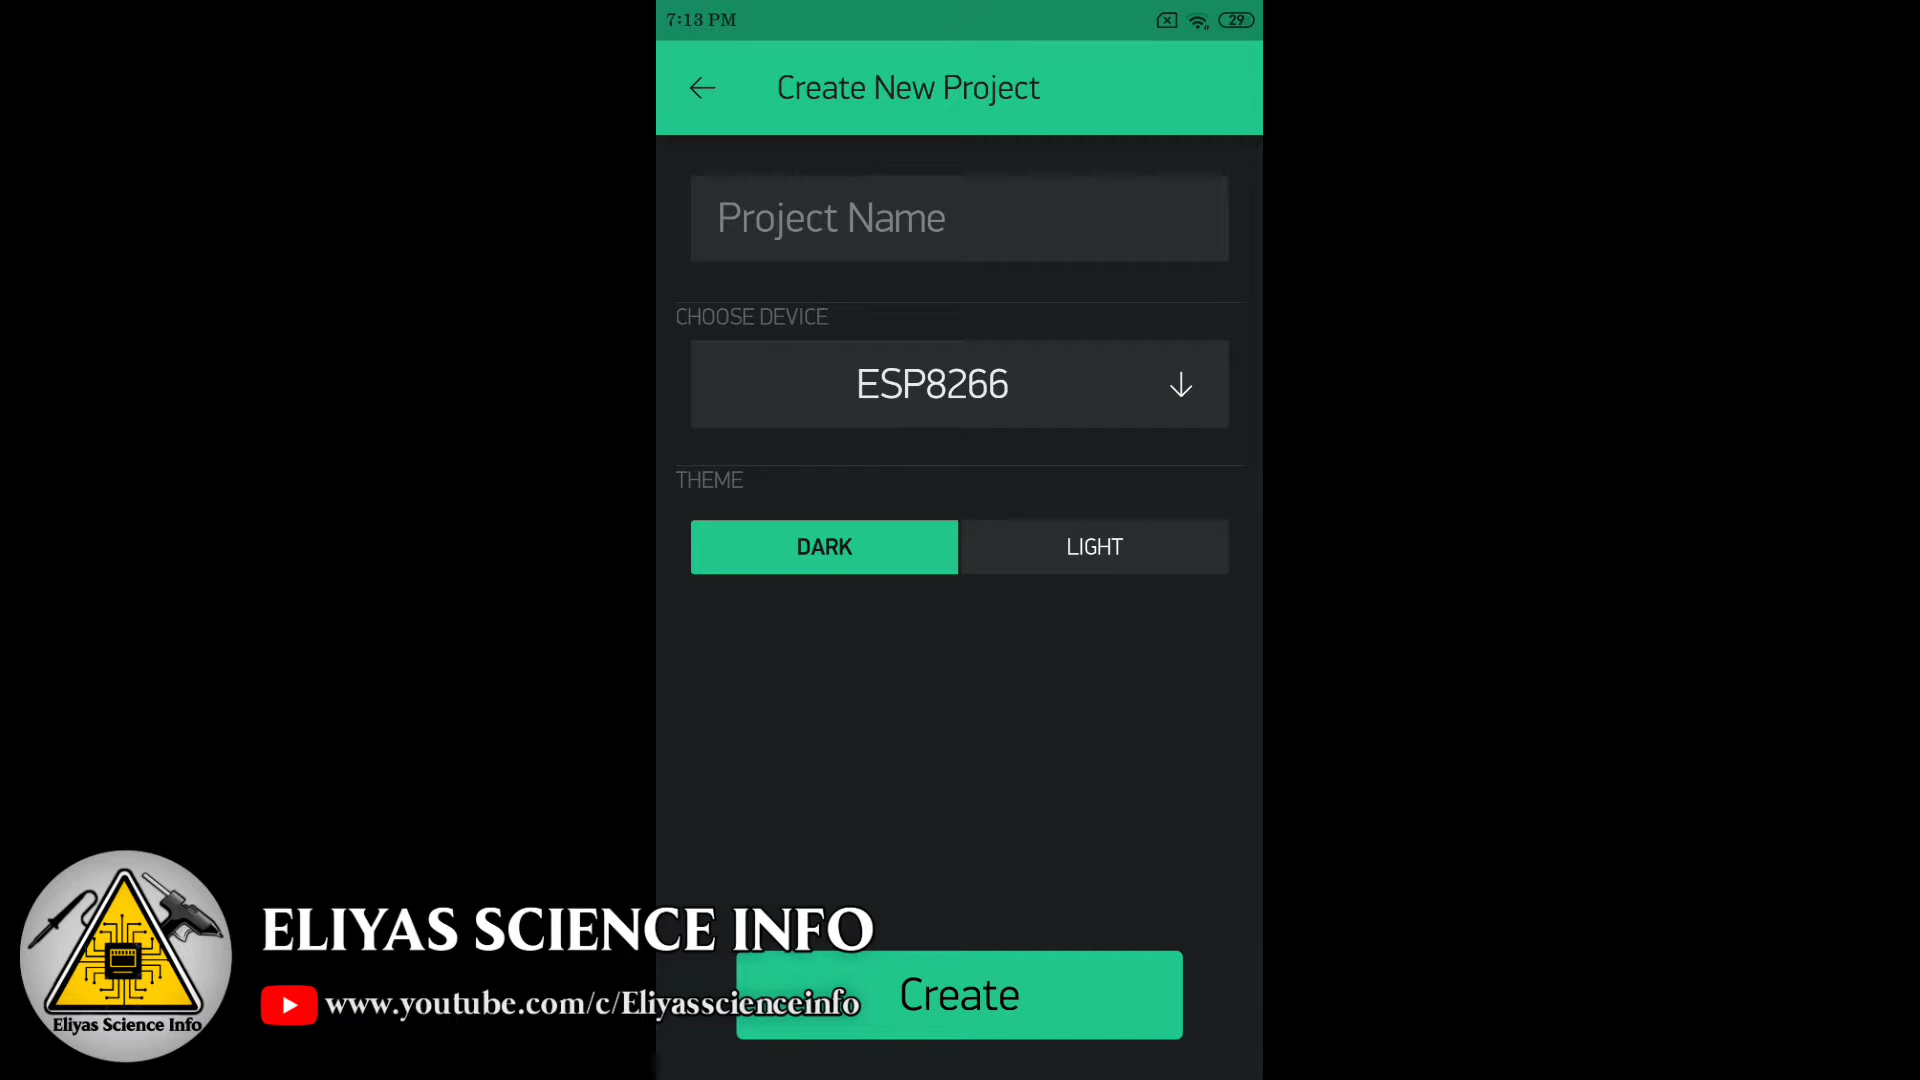 7:13 PM
29
Create New Project
Project Name
CHOOSE DEVICE
ESP8266
THEME
DARK
LIGHT
ELIYAS SCIENCE INFO
www.youtube.com/c/Eliyasscienceinfo
Create
Eliyas Science Info